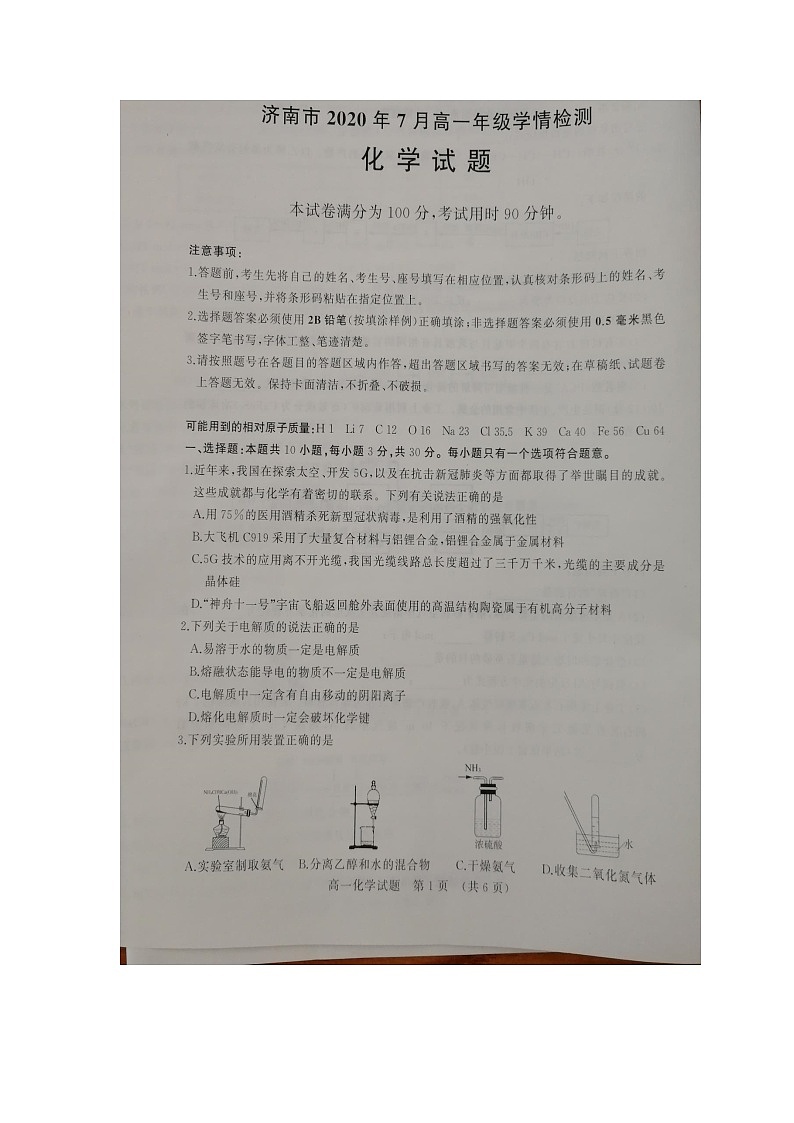 济南市 2020 年 7 月高一年级学情检测
化学试题
本试卷满分为 100 分,考试用时 90 分钟。
注意事项:
1.答题前,考生先将自己的姓名、考生号、座号填写在相应位置,认真核对条形码上的姓名、考
生号和座号,并将条形码粘贴在指定位置上。
2.选择题答案必须使用 2B 铅笔(按填涂样例)正确填涂;非选择题答案必须使用 0.5 毫米黑色
签字笔书写,字体工整、笔迹清楚。
3.请按照题号在各题目的答题区域内作答,超出答题区域书写的答案无效;在草稿纸、试题卷
上答题无效。保持卡面清洁,不折叠、不破损。
可能用到的相对原子质量:H 1 Li 7 C 12 O 16 Na 23 Cl 35.5 K 39 Ca 40 Fe 56 Cu 64
一、选择题:本题共 10 小题,每小题 3 分,共 30 分。每小题只有一个选项符合题意。
1.近年来,我国在探索太空、开发 5G,以及在抗击新冠肺炎等方面都取得了举世瞩目的成就。
这些成就都与化学有着密切的联系。下列有关说法正确的是
A.用 75%的医用酒精杀死新型冠状病毒,是利用了酒精的强氧化性
B.大飞机 C919 采用了大量复合材料与铝锂合金,铝锂合金属于金属材料
C.5G 技术的应用离不开光缆,我国光缆线路总长度超过了三千万千米,光缆的主要成分是
晶体硅
D.“神舟十一号”宇宙飞船返回舱外表面使用的高温结构陶瓷属于有机高分子材料
2.下列关于电解质的说法正确的是
A.易溶于水的物质一定是电解质
B.熔融状态能导电的物质不一定是电解质
C.电解质中一定含有自由移动的阴阳离子
D.熔化电解质时一定会破坏化学键
3.下列实验所用装置正确的是
NH₃
浓硫酸
水
A.实验室制取氨气 B.分离乙醇和水的混合物 C.干燥氨气 D.收集二氧化氮气体
高一化学试题 第 1 页 (共 6 页)